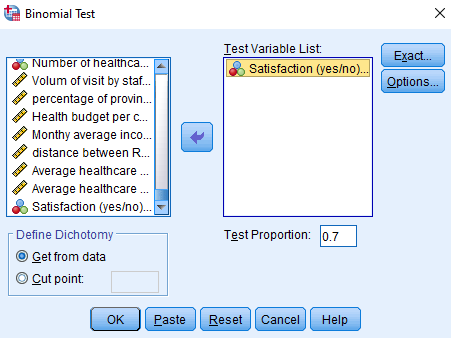 Binomial Test
Number of healthca...
Volum of visit by staf...
percentage of provin...
Health budget per c...
Monthy average inco...
distance between R...
Average healthcare ...
Average healthcare ...
Satisfaction (yes/no)...
Test Variable List:
Satisfaction (yes/no)...
Exact...
Options...
Define Dichotomy
Get from data
Cut point:
Test Proportion: 0.7
OK Paste Reset Cancel Help